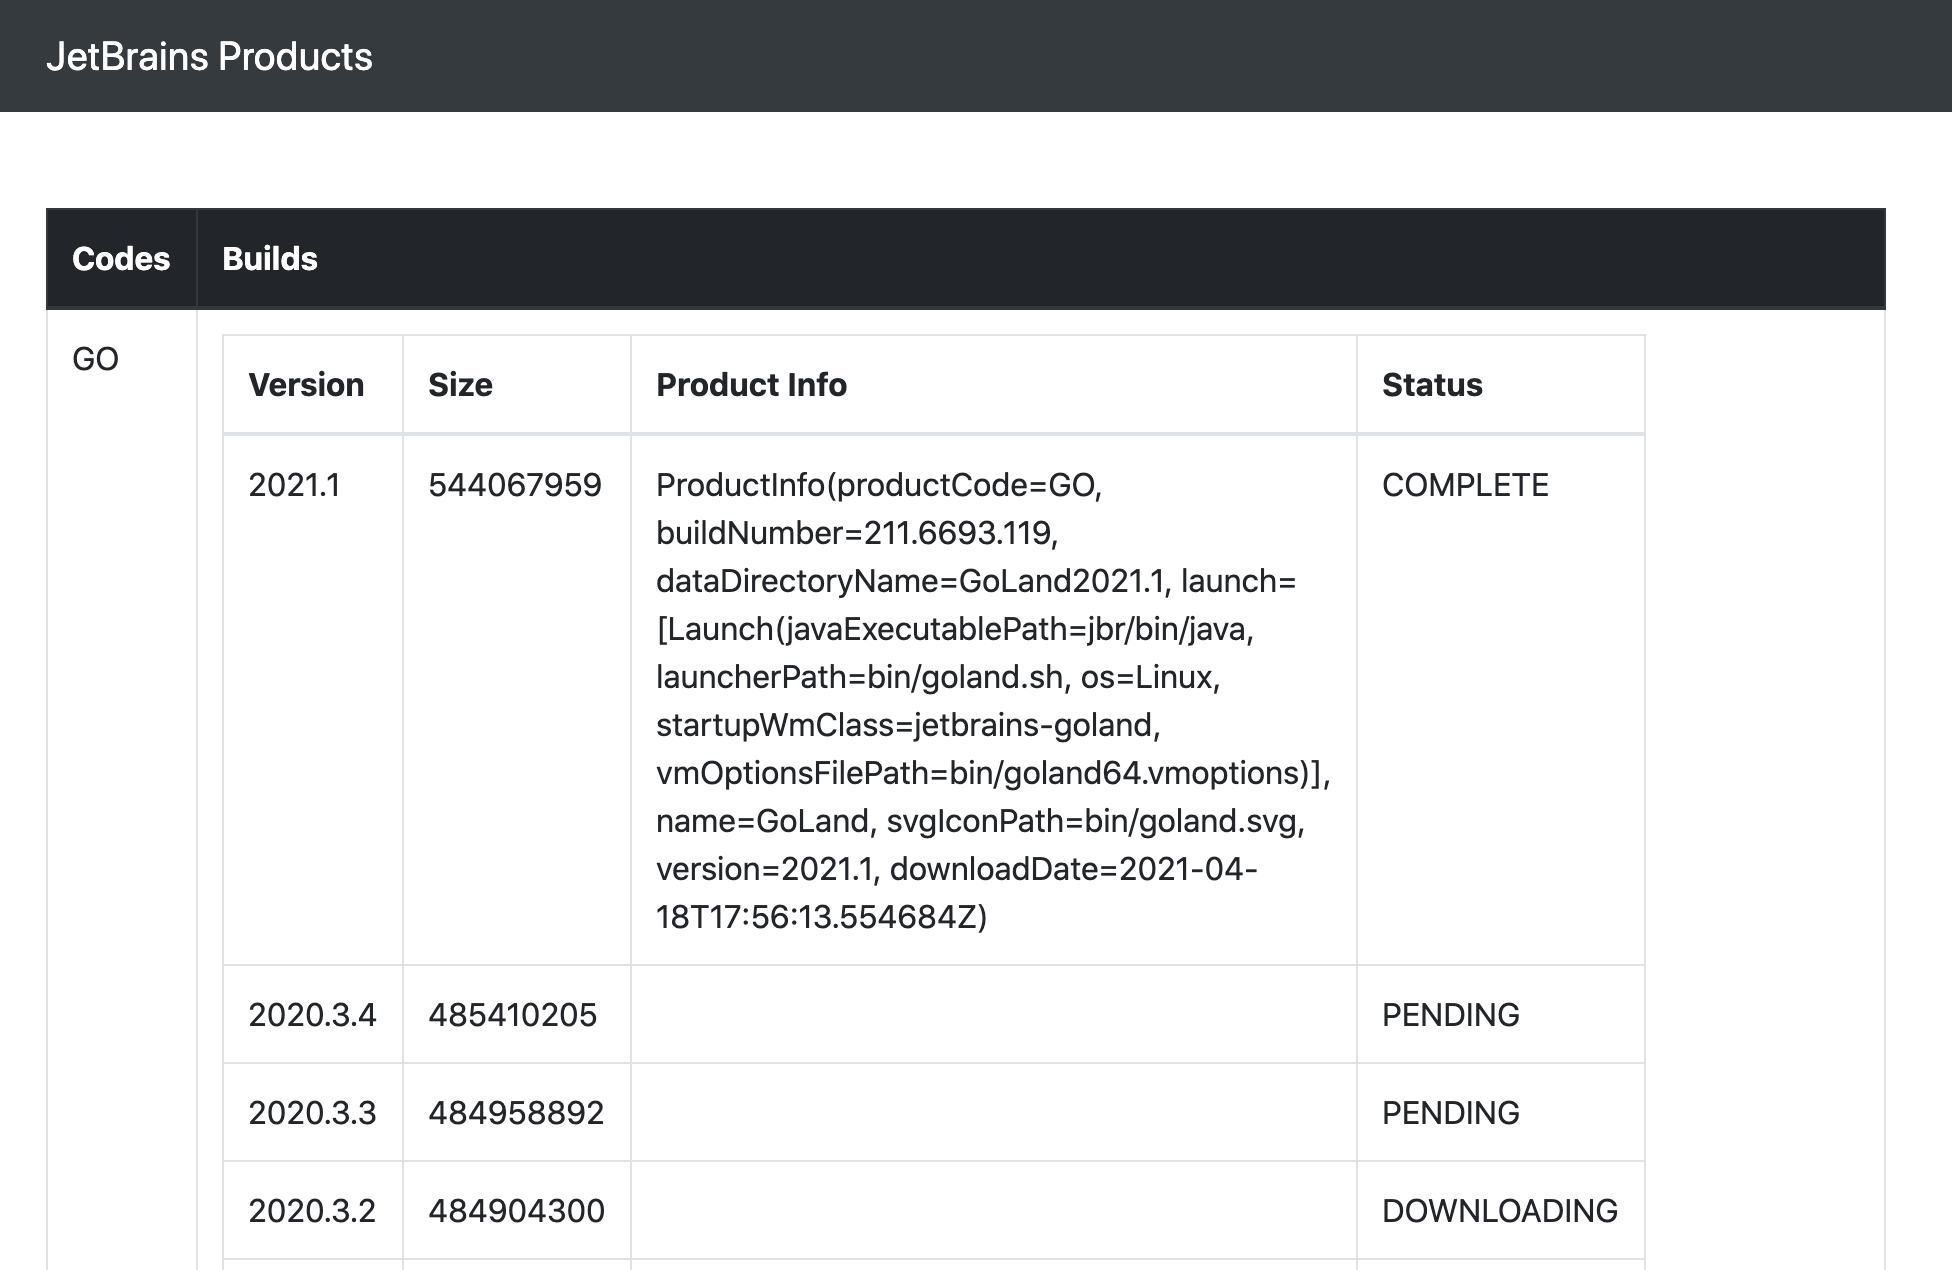 JetBrains Products
Codes
Builds
GO
Version
Size
Product Info
Status
2021.1
544067959
ProductInfo(productCode=GO,
buildNumber=211.6693.119,
dataDirectoryName=GoLand2021.1, launch=
[Launch(javaExecutablePath=jbr/bin/java,
launcherPath=bin/goland.sh, os=Linux,
startupWmClass=jetbrains-goland,
vmOptionsFilePath=bin/goland64.vmoptions)],
name=GoLand, svgIconPath=bin/goland.svg,
version=2021.1, downloadDate=2021-04-
18T17:56:13.554684Z)
COMPLETE
2020.3.4
485410205
PENDING
2020.3.3
484958892
PENDING
2020.3.2
484904300
DOWNLOADING